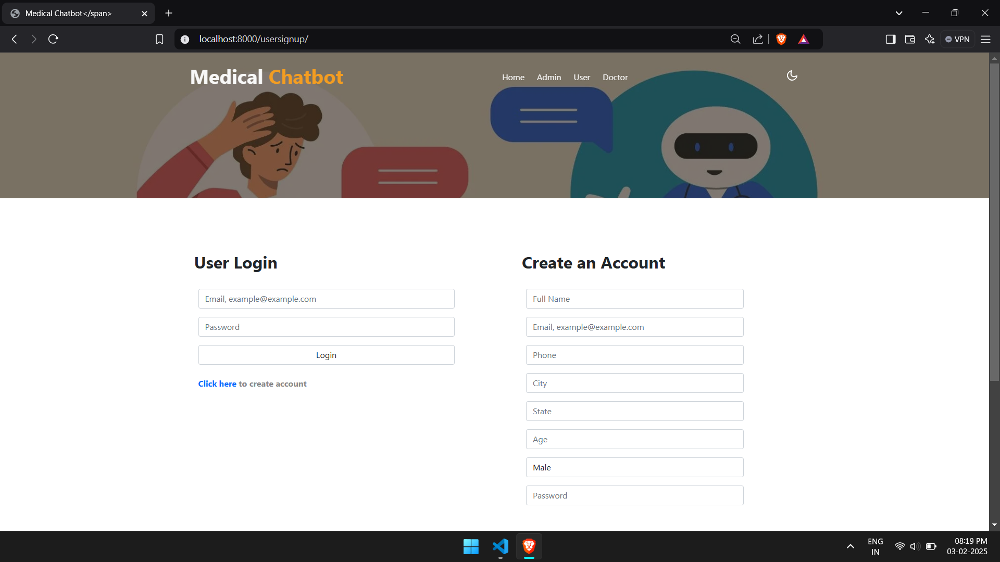 Medical Chatbot</span>
localhost:8000/usersignup/
VPN
Medical Chatbot
Home Admin User Doctor
User Login
Email, example@example.com
Password
Login
Click here to create account
Create an Account
Full Name
Email, example@example.com
Phone
City
State
Age
Male
Password
ENG
IN
08:19 PM
03-02-2025